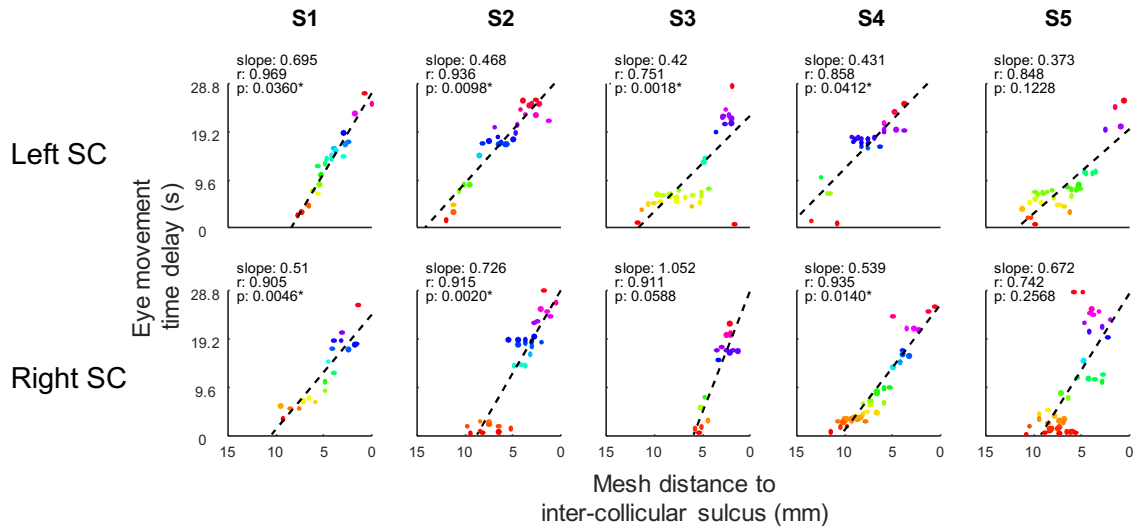 S1 S2 S3 S4 S5
slope: 0.695 slope: 0.468 slope: 0.42 slope: 0.431 slope: 0.373
r: 0.969 r: 0.936 r: 0.751 r: 0.858 r: 0.848
p: 0.0360* p: 0.0098* p: 0.0018* p: 0.0412* p: 0.1228
28.8
19.2
Left SC
9.6
0
Eye movement
time delay (s)
slope: 0.51 slope: 0.726 slope: 1.052 slope: 0.539 slope: 0.672
r: 0.905 r: 0.915 r: 0.911 r: 0.935 r: 0.742
p: 0.0046* p: 0.0020* p: 0.0588 p: 0.0140* p: 0.2568
28.8
19.2
Right SC
9.6
0
15 10 5 0 15 10 5 0 15 10 5 0 15 10 5 0 15 10 5 0
Mesh distance to
inter-collicular sulcus (mm)